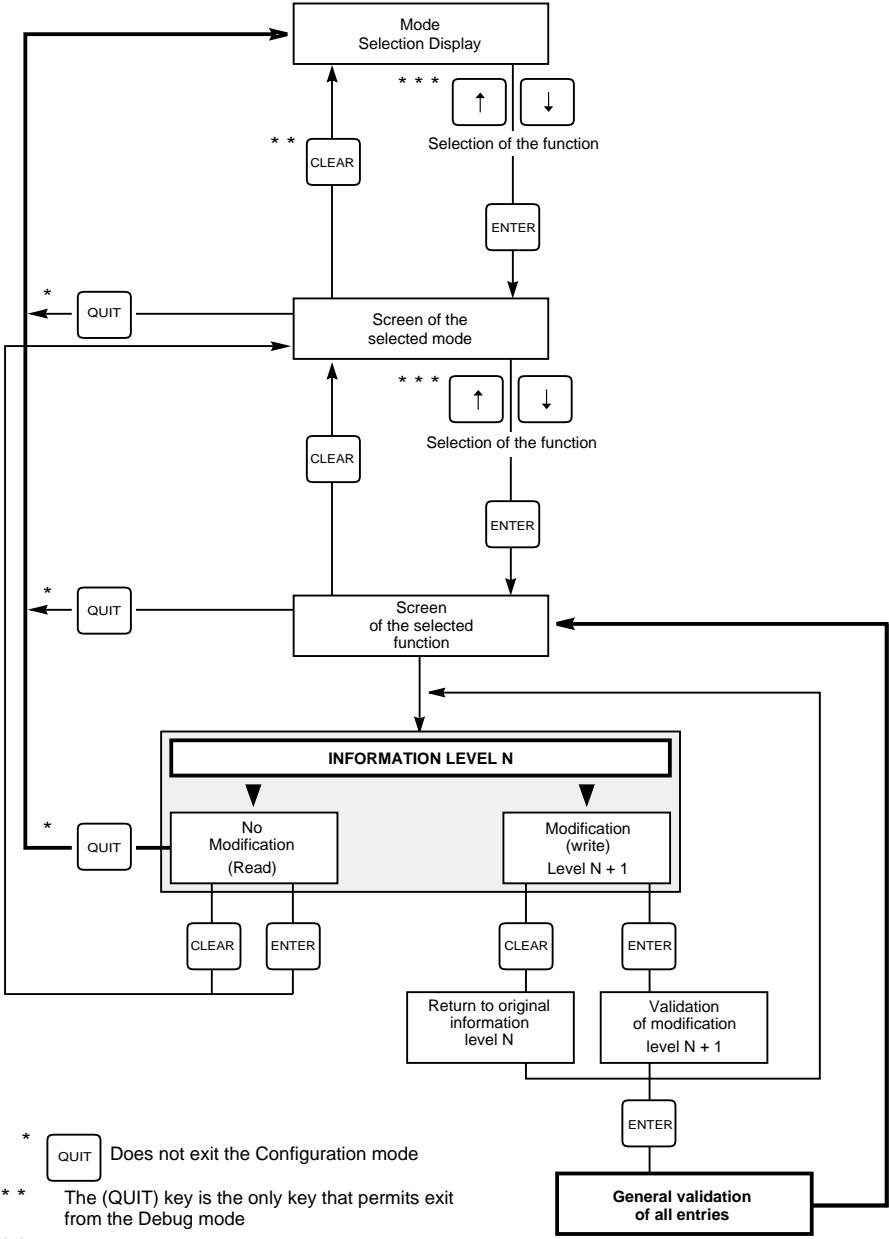 Mode
Selection Display
* * *
↑ ↓
* *
CLEAR
Selection of the function
ENTER
*
QUIT
Screen of the
selected mode
* * *
↑ ↓
Selection of the function
CLEAR
ENTER
*
QUIT
Screen
of the selected
function
INFORMATION LEVEL N
*
QUIT
No
Modification
(Read)
Modification
(write)
Level N + 1
CLEAR ENTER CLEAR ENTER
Return to original
information
level N
Validation
of modification
level N + 1
ENTER
* QUIT Does not exit the Configuration mode
* * The (QUIT) key is the only key that permits exit
from the Debug mode
General validation
of all entries